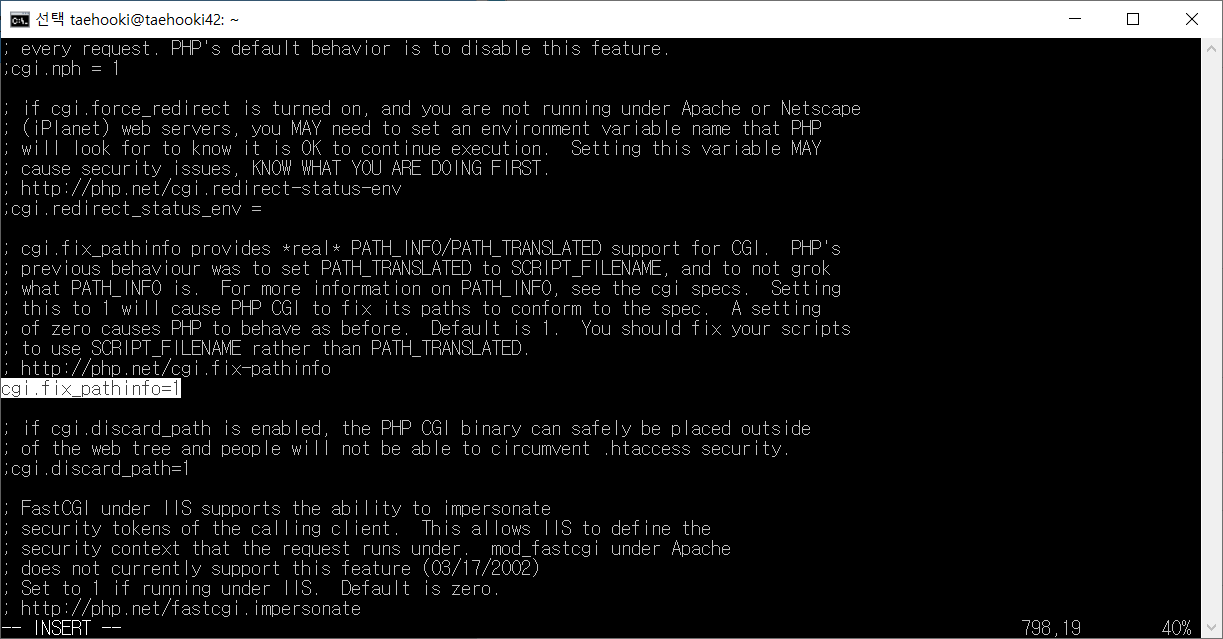 선택 taehooki@taehooki42: ~
; every request. PHP's default behavior is to disable this feature.
;cgi.nph = 1
; if cgi.force_redirect is turned on, and you are not running under Apache or Netscape
; (iPlanet) web servers, you MAY need to set an environment variable name that PHP
; will look for to know it is OK to continue execution.  Setting this variable MAY
; cause security issues, KNOW WHAT YOU ARE DOING FIRST.
; http://php.net/cgi.redirect-status-env
;cgi.redirect_status_env =
; cgi.fix_pathinfo provides *real* PATH_INFO/PATH_TRANSLATED support for CGI.  PHP's
; previous behaviour was to set PATH_TRANSLATED to SCRIPT_FILENAME, and to not grok
; what PATH_INFO is.  For more information on PATH_INFO, see the cgi specs.  Setting
; this to 1 will cause PHP CGI to fix its paths to conform to the spec.  A setting
; of zero causes PHP to behave as before.  Default is 1.  You should fix your scripts
; to use SCRIPT_FILENAME rather than PATH_TRANSLATED.
; http://php.net/cgi.fix-pathinfo
cgi.fix_pathinfo=1
; if cgi.discard_path is enabled, the PHP CGI binary can safely be placed outside
; of the web tree and people will not be able to circumvent .htaccess security.
;cgi.discard_path=1
; FastCGI under IIS supports the ability to impersonate
; security tokens of the calling client.  This allows IIS to define the
; security context that the request runs under.  mod_fastcgi under Apache
; does not currently support this feature (03/17/2002)
; Set to 1 if running under IIS.  Default is zero.
; http://php.net/fastcgi.impersonate
-- INSERT -- 798,19 40%